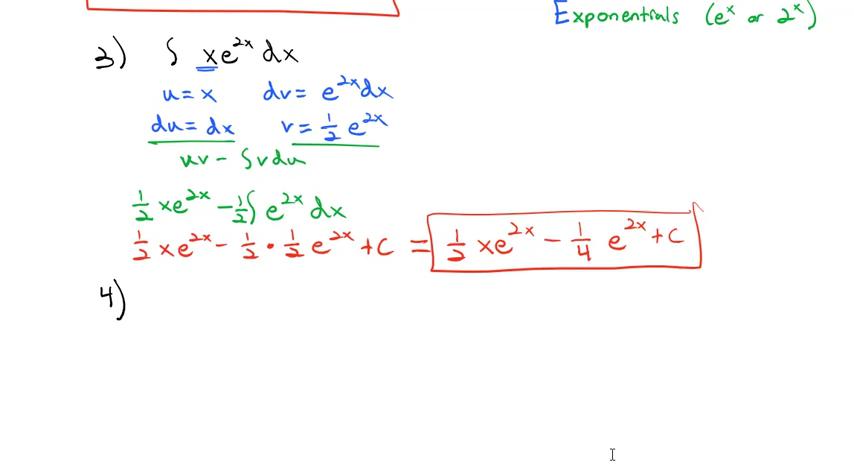 Exponentials (e^x or 2^x)
3) ∫ xe^{2x} dx
u = x dv = e^{2x}dx
du = dx v = 1/2 e^{2x}
uv - ∫vdu
1/2 xe^{2x} - 1/2 ∫ e^{2x} dx
1/2 xe^{2x} - 1/2 • 1/2 e^{2x} + C = 1/2 xe^{2x} - 1/4 e^{2x} + C
4)